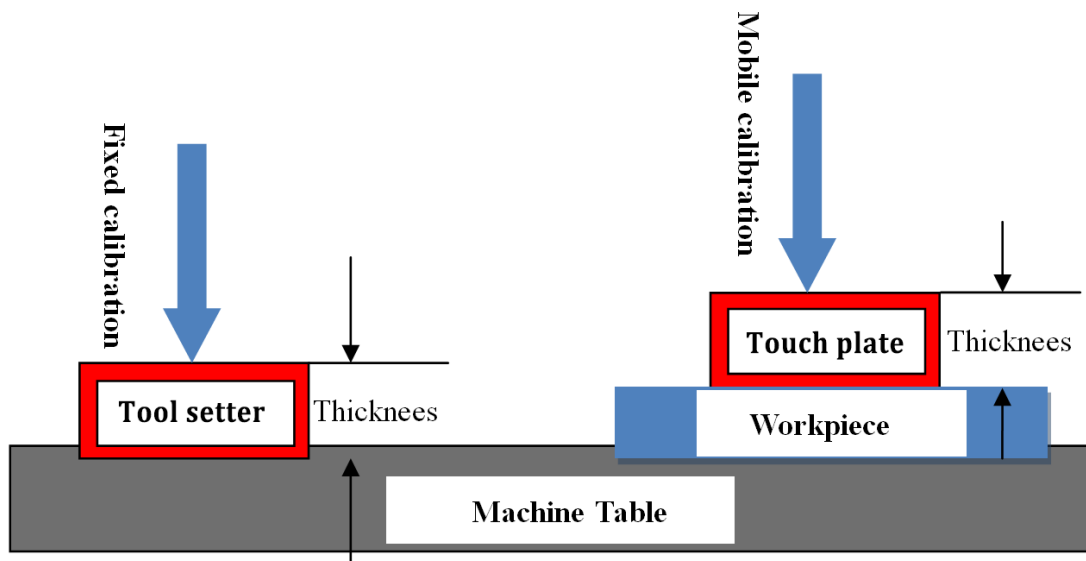 Fixed calibration
Mobile calibration
Tool setter
Thicknees
Touch plate
Thicknees
Workpiece
Machine Table